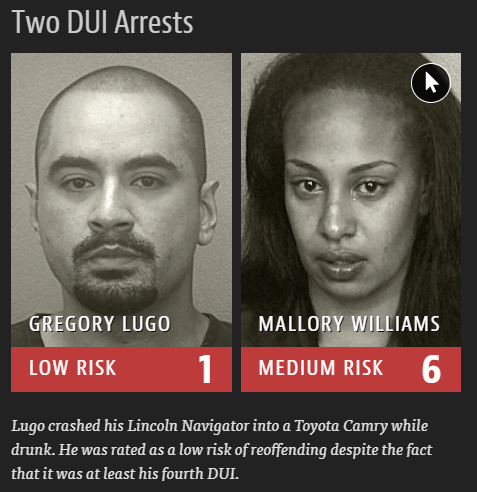 Two DUI Arrests
GREGORY LUGO
LOW RISK 1
MALLORY WILLIAMS
MEDIUM RISK 6
Lugo crashed his Lincoln Navigator into a Toyota Camry while
drunk. He was rated as a low risk of reoffending despite the fact
that it was at least his fourth DUI.